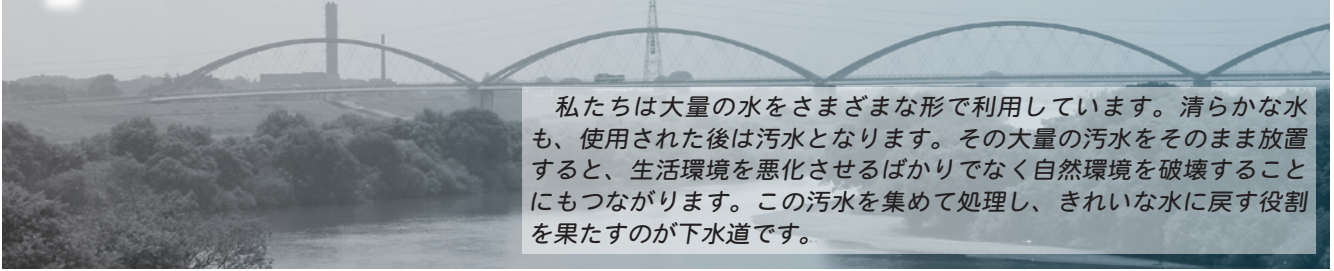 私たちは大量の水をさまざまな形で利用しています。清らかな水
も、使用された後は汚水となります。その大量の汚水をそのまま放置
すると、生活環境を悪化させるばかりでなく自然環境を破壊すること
にもつながります。この汚水を集めて処理し、きれいな水に戻す役割
を果たすのが下水道です。